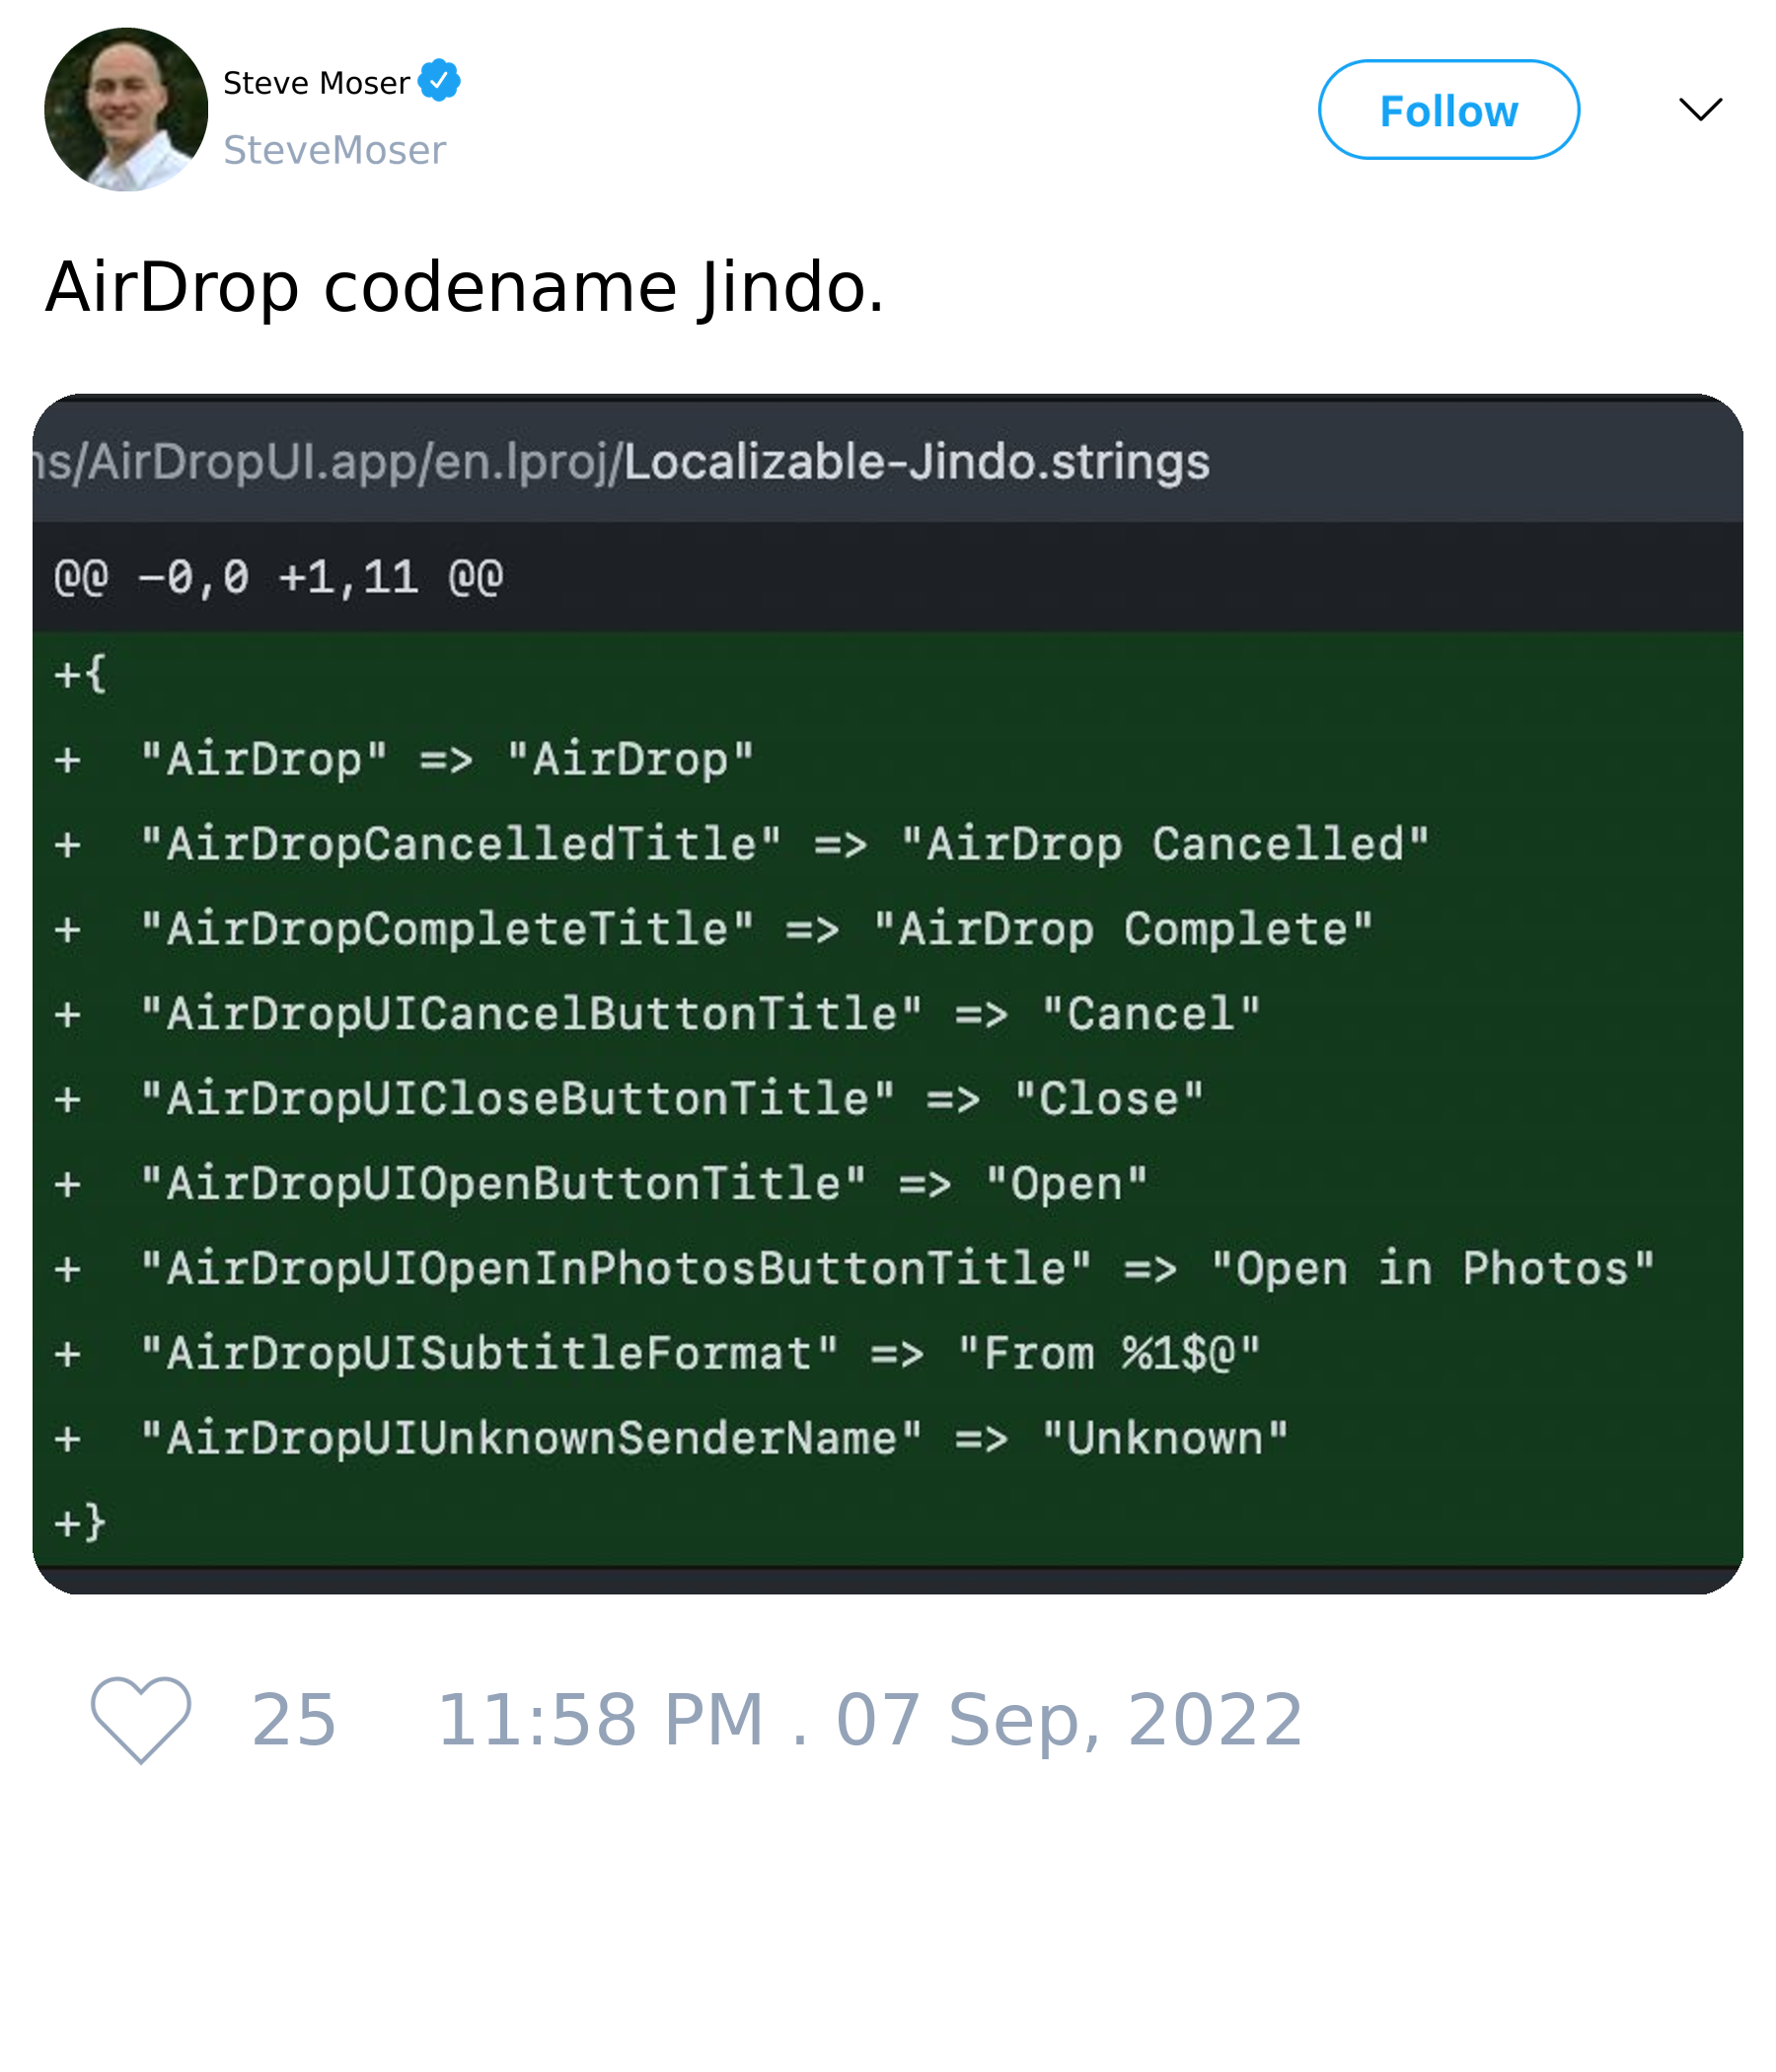 Steve Moser
SteveMoser
Follow
AirDrop codename Jindo.
s/AirDropUI.app/en.lproj/Localizable-Jindo.strings
@@ −0,0 +1,11 @@
+{
+  "AirDrop" => "AirDrop"
+  "AirDropCancelledTitle" => "AirDrop Cancelled"
+  "AirDropCompleteTitle" => "AirDrop Complete"
+  "AirDropUICancelButtonTitle" => "Cancel"
+  "AirDropUICloseButtonTitle" => "Close"
+  "AirDropUIOpenButtonTitle" => "Open"
+  "AirDropUIOpenInPhotosButtonTitle" => "Open in Photos"
+  "AirDropUISubtitleFormat" => "From %1$@"
+  "AirDropUIUnknownSenderName" => "Unknown"
+}
25 11:58 PM . 07 Sep, 2022